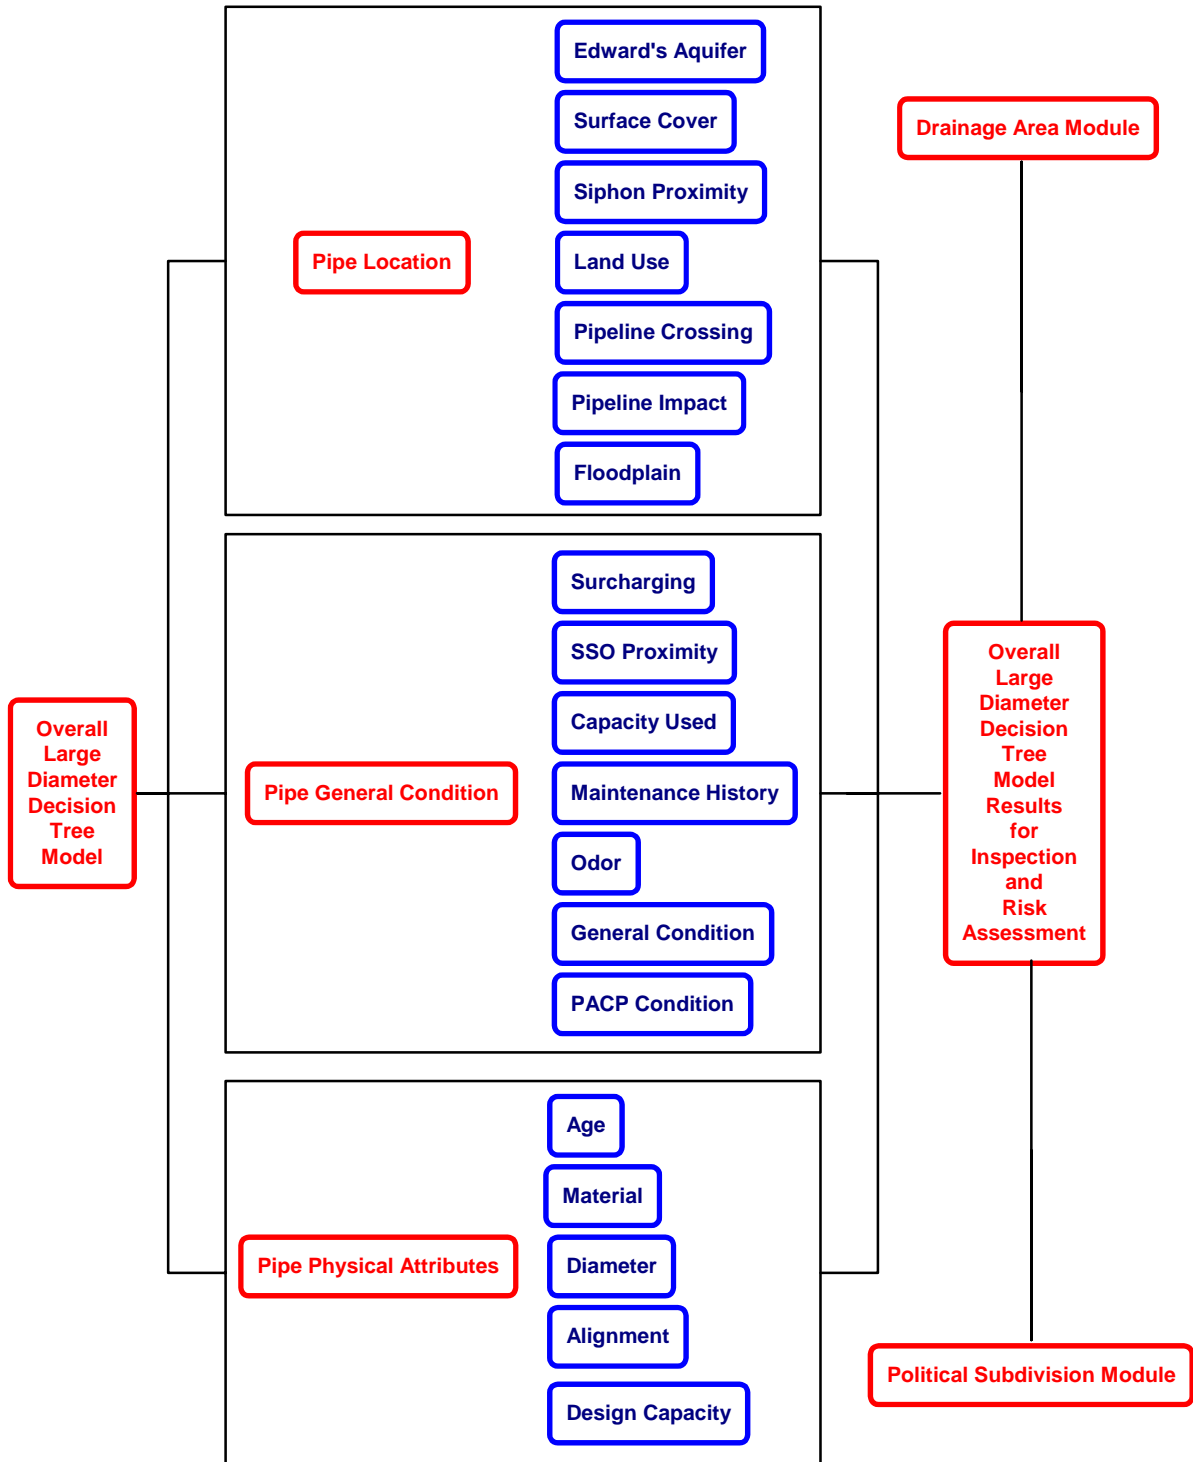 Overall
Large
Diameter
Decision
Tree
Model
Pipe Location
Edward's Aquifer
Surface Cover
Siphon Proximity
Land Use
Pipeline Crossing
Pipeline Impact
Floodplain
Pipe General Condition
Surcharging
SSO Proximity
Capacity Used
Maintenance History
Odor
General Condition
PACP Condition
Pipe Physical Attributes
Age
Material
Diameter
Alignment
Design Capacity
Drainage Area Module
Overall
Large
Diameter
Decision
Tree
Model
Results
for
Inspection
and
Risk
Assessment
Political Subdivision Module